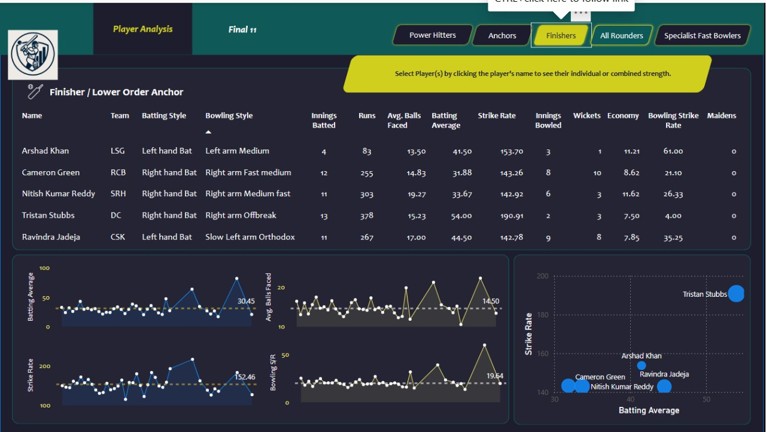 CTRL + click here to follow link
Player Analysis
Final 11
Power Hitters
Anchors
Finishers
All Rounders
Specialist Fast Bowlers
Select Player(s) by clicking the player's name to see their individual or combined strength.
Finisher / Lower Order Anchor
Name Team Batting Style Bowling Style Innings Batted Runs Avg. Balls Faced Batting Average Strike Rate Innings Bowled Wickets Economy Bowling Strike Rate Maidens
Arshad Khan LSG Left hand Bat Left arm Medium 4 83 13.50 41.50 153.70 3 1 11.21 61.00 0
Cameron Green RCB Right hand Bat Right arm Fast medium 12 255 14.83 31.88 143.26 8 10 8.62 21.10 0
Nitish Kumar Reddy SRH Right hand Bat Right arm Medium fast 11 303 19.27 33.67 142.92 6 3 11.62 26.33 0
Tristan Stubbs DC Right hand Bat Right arm Offbreak 13 378 15.23 54.00 190.91 2 3 7.50 4.00 0
Ravindra Jadeja CSK Left hand Bat Slow Left arm Orthodox 11 267 17.00 44.50 142.78 9 8 7.85 35.25 0
Batting Average
100
50
0
30.45
Avg. Balls Faced
20
10
14.50
Strike Rate
200
100
152.46
Bowling S/R
50
0
19.64
Strike Rate
200
180
160
140
Tristan Stubbs
Arshad Khan
Cameron Green
Ravindra Jadeja
Nitish Kumar Reddy
30
40
50
Batting Average